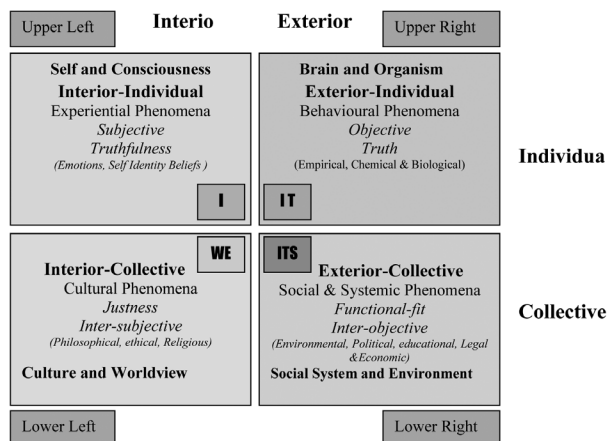 Upper Left
Interio
Exterior
Upper Right
Self and Consciousness
Interior-Individual
Experiential Phenomena
Subjective
Truthfulness
(Emotions, Self Identity Beliefs )
I
Brain and Organism
Exterior-Individual
Behavioural Phenomena
Objective
Truth
(Empirical, Chemical & Biological)
IT
Individua
WE
Interior-Collective
Cultural Phenomena
Justness
Inter-subjective
(Philosophical, ethical, Religious)
Culture and Worldview
ITS
Exterior-Collective
Social & Systemic Phenomena
Functional-fit
Inter-objective
(Environmental, Political, educational, Legal
&Economic)
Social System and Environment
Collective
Lower Left
Lower Right